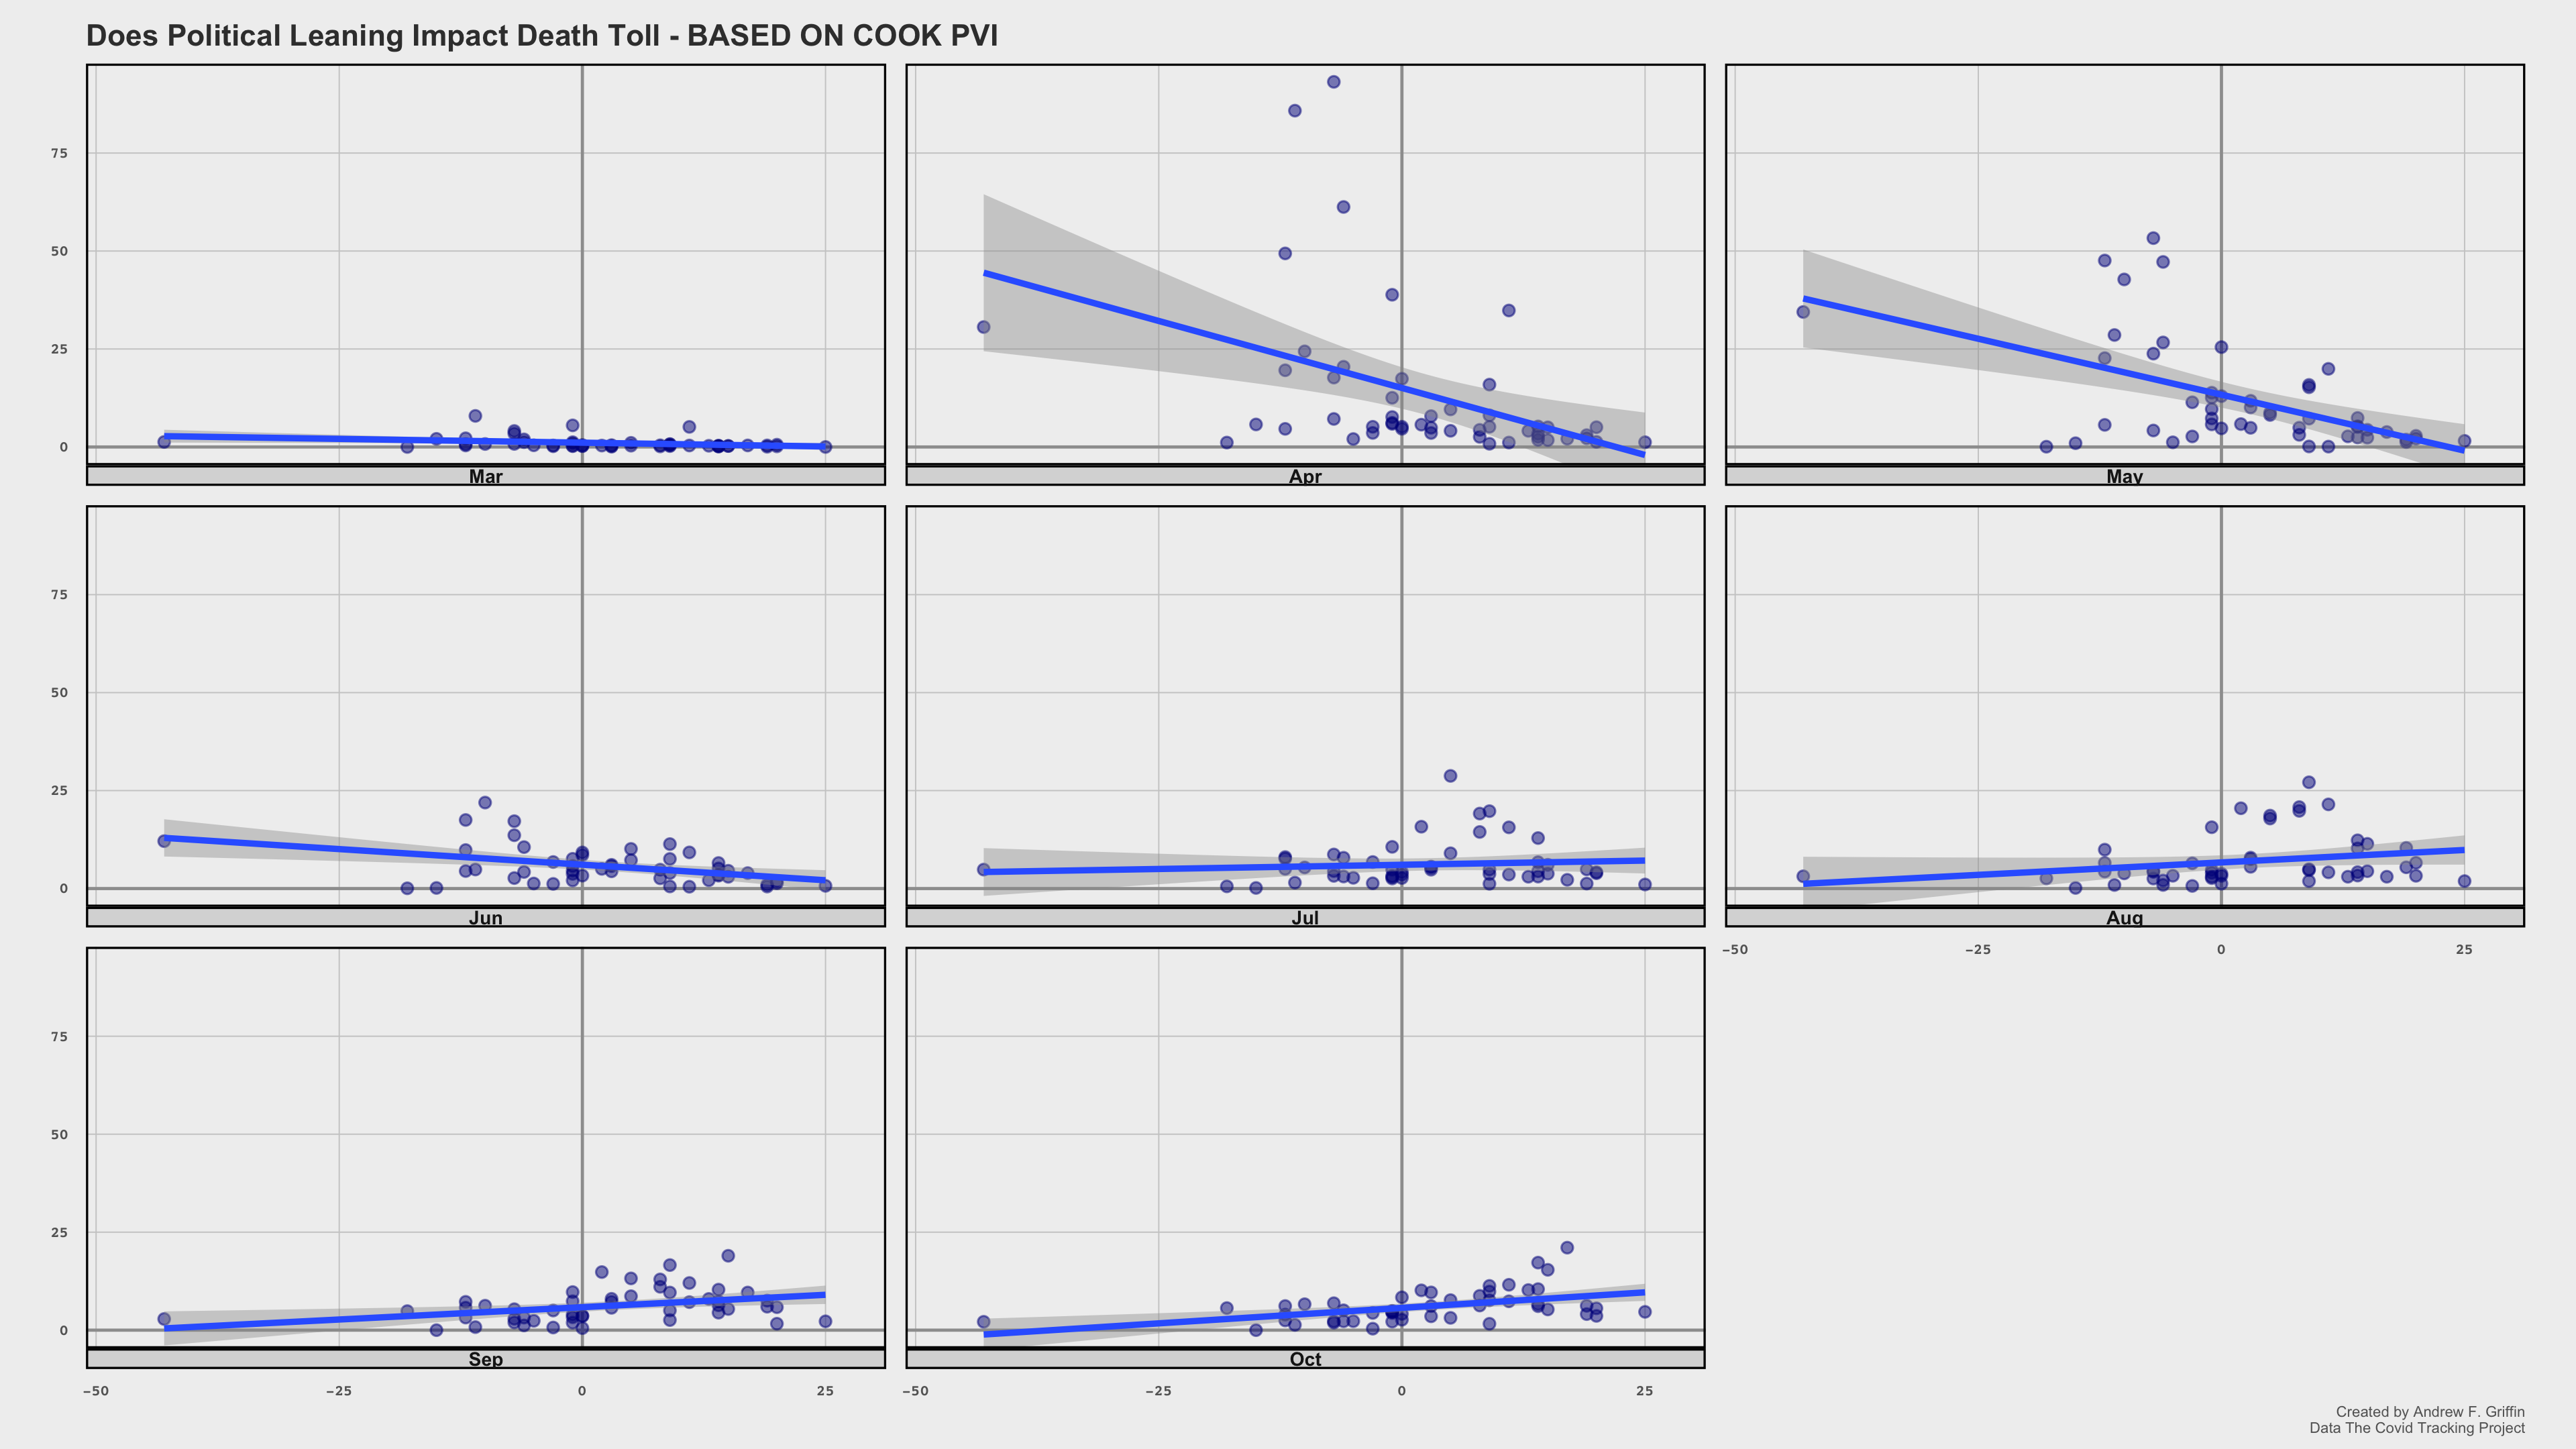 Does Political Leaning Impact Death Toll - BASED ON COOK PVI
75
50
25
0
Mar
Apr
May
75
50
25
0
Jun
Jul
Aug
−50 −25 0 25
75
50
25
0
Sep
Oct
−50 −25 0 25 −50 −25 0 25
Created by Andrew F. Griffin
Data The Covid Tracking Project